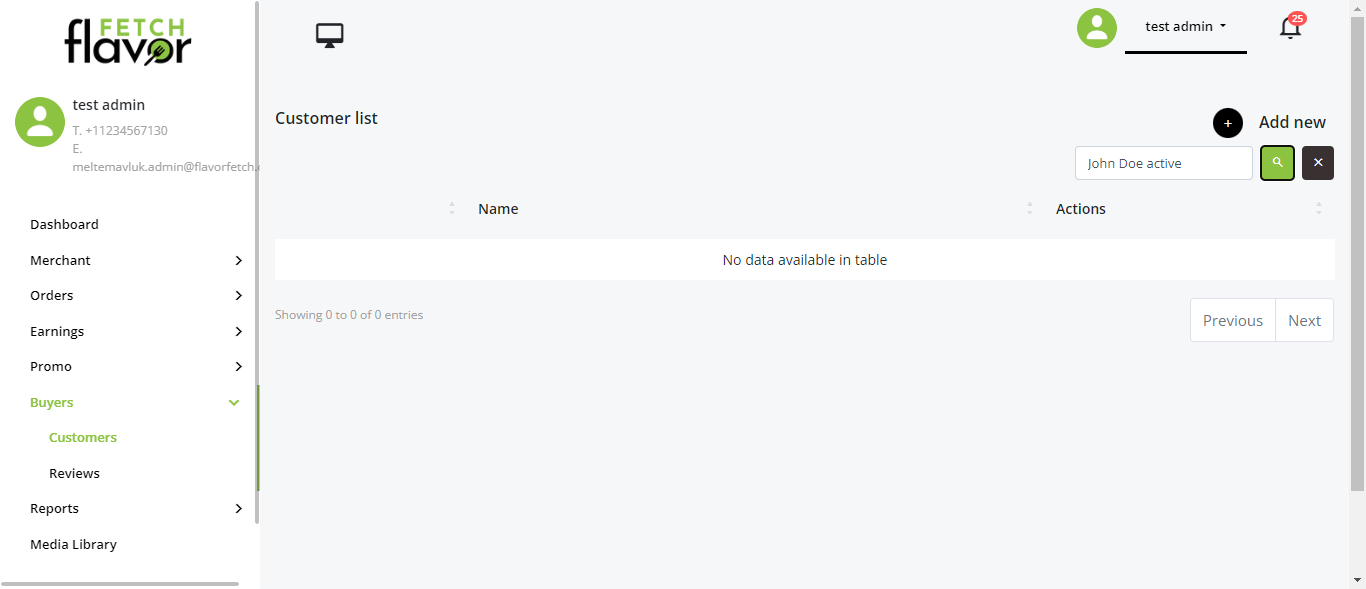 FETCH
flavor
test admin
T. +11234567130
E.
meltemavluk.admin@flavorfetch.
Dashboard
Merchant
Orders
Earnings
Promo
Buyers
Customers
Reviews
Reports
Media Library
test admin
25
Customer list
Add new
John Doe active
Name
Actions
No data available in table
Showing 0 to 0 of 0 entries
Previous
Next